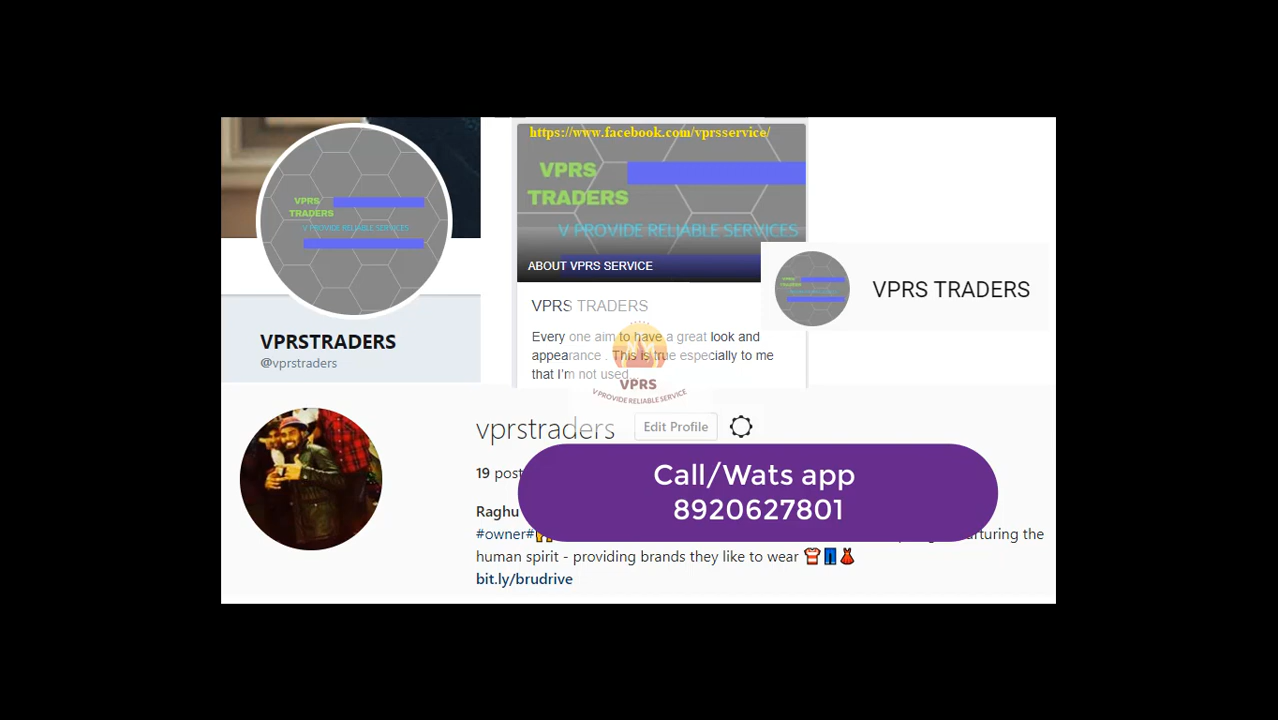 VPRS
TRADERS
V PROVIDE RELIABLE SERVICES
VPRSTRADERS
@vprstraders
https://www.facebook.com/vprsservice/
VPRS
TRADERS
V PROVIDE RELIABLE SERVICES
ABOUT VPRS SERVICE
VPRS TRADERS
Every one aim to have a great look and
appearance . This is true especially to me
that I'm not used
VPRS TRADERS
VPRS
V PROVIDE RELIABLE SERVICE
vprstraders Edit Profile
19
Call/Wats app
8920627801
Raghu
#owner#
human spirit - providing brands they like to wear
bit.ly/brudrive